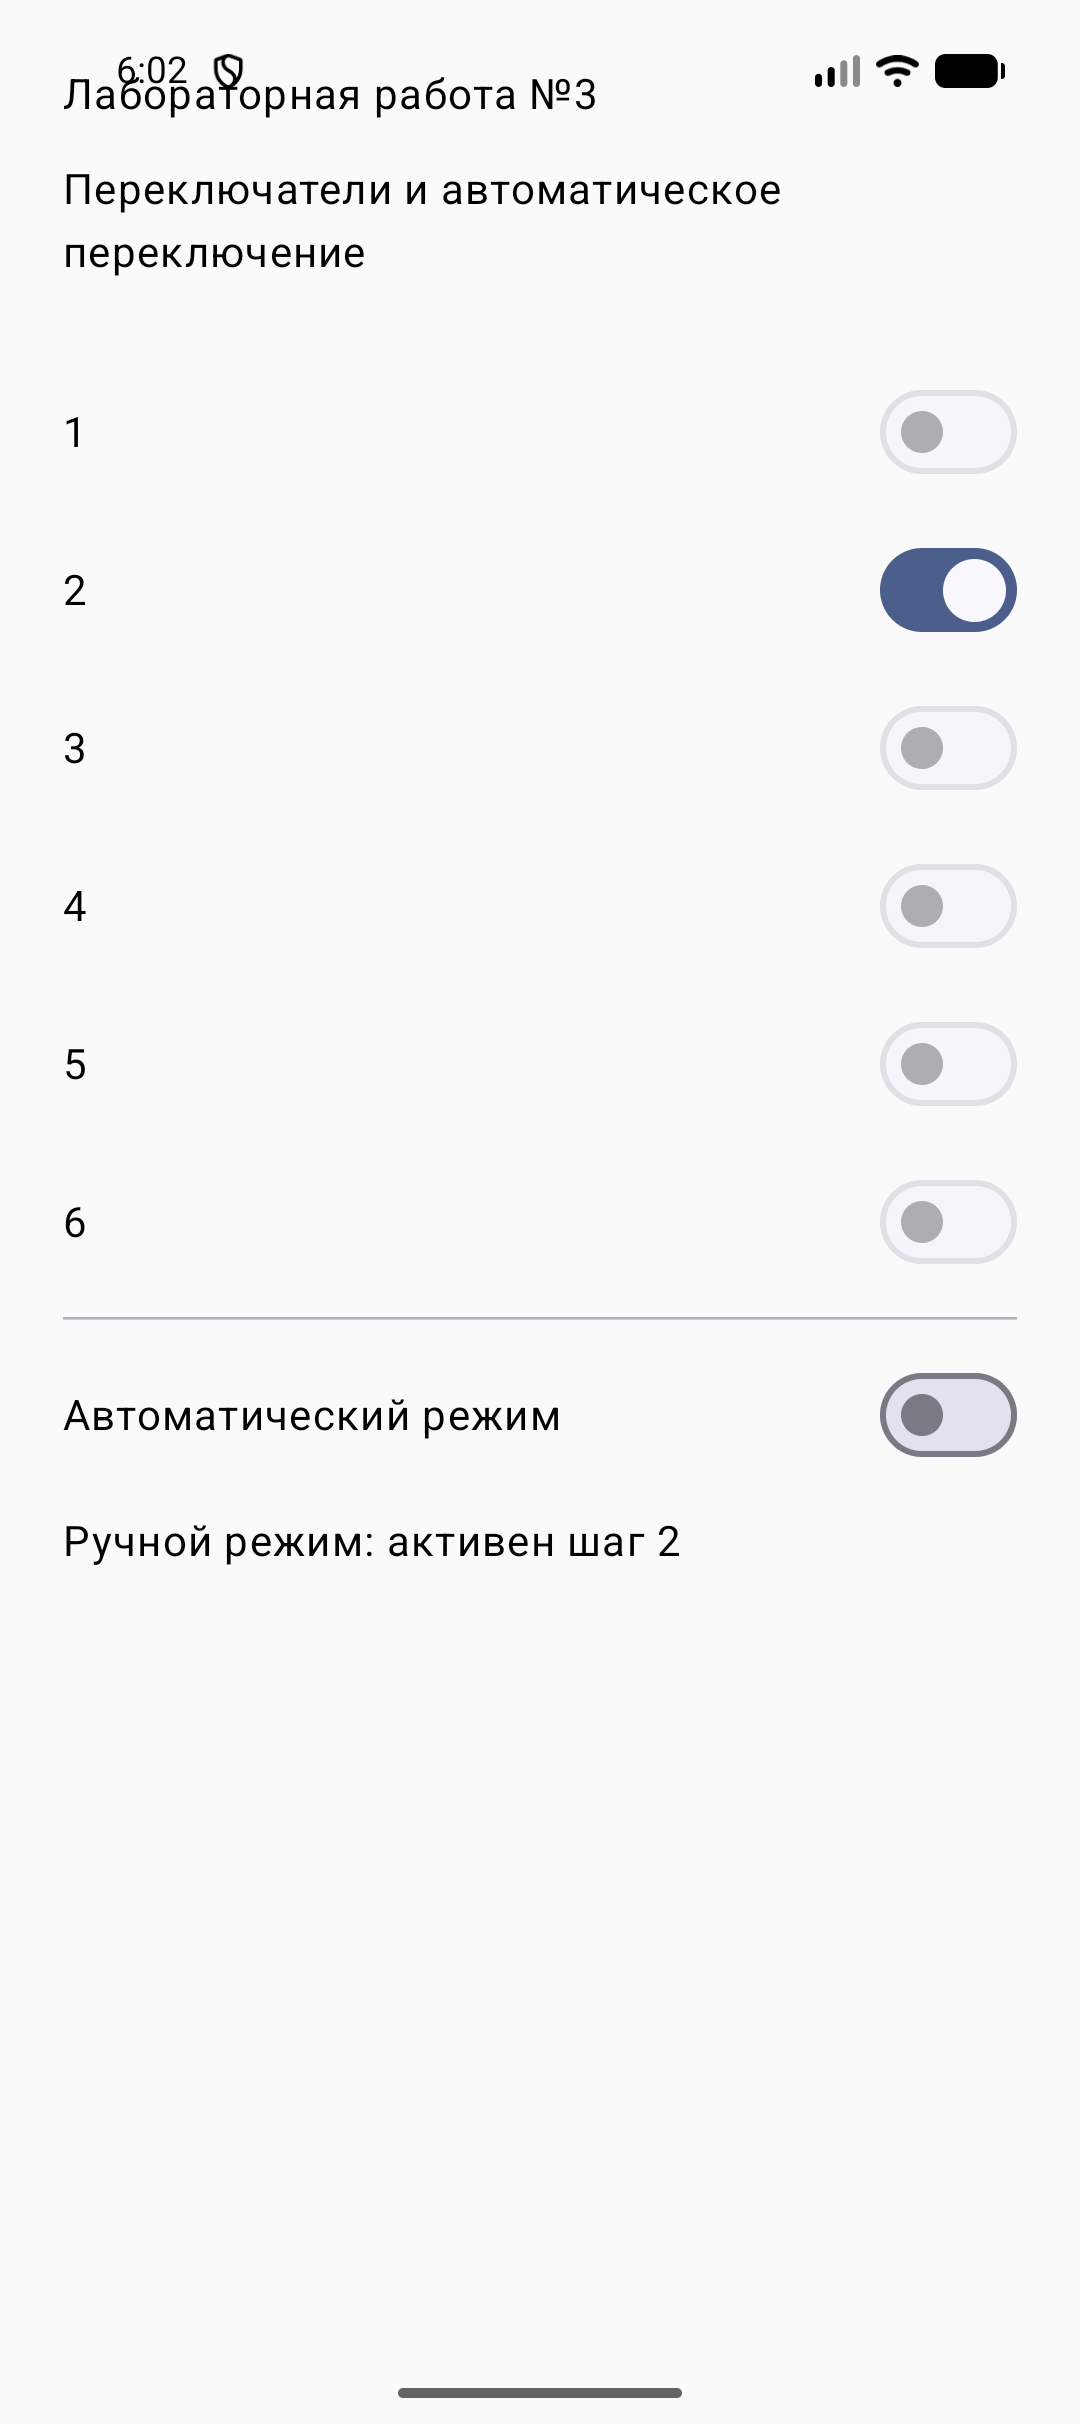 6:02
Лабораторная работа №3
Переключатели и автоматическое
переключение
1
2
3
4
5
6
Автоматический режим
Ручной режим: активен шаг 2